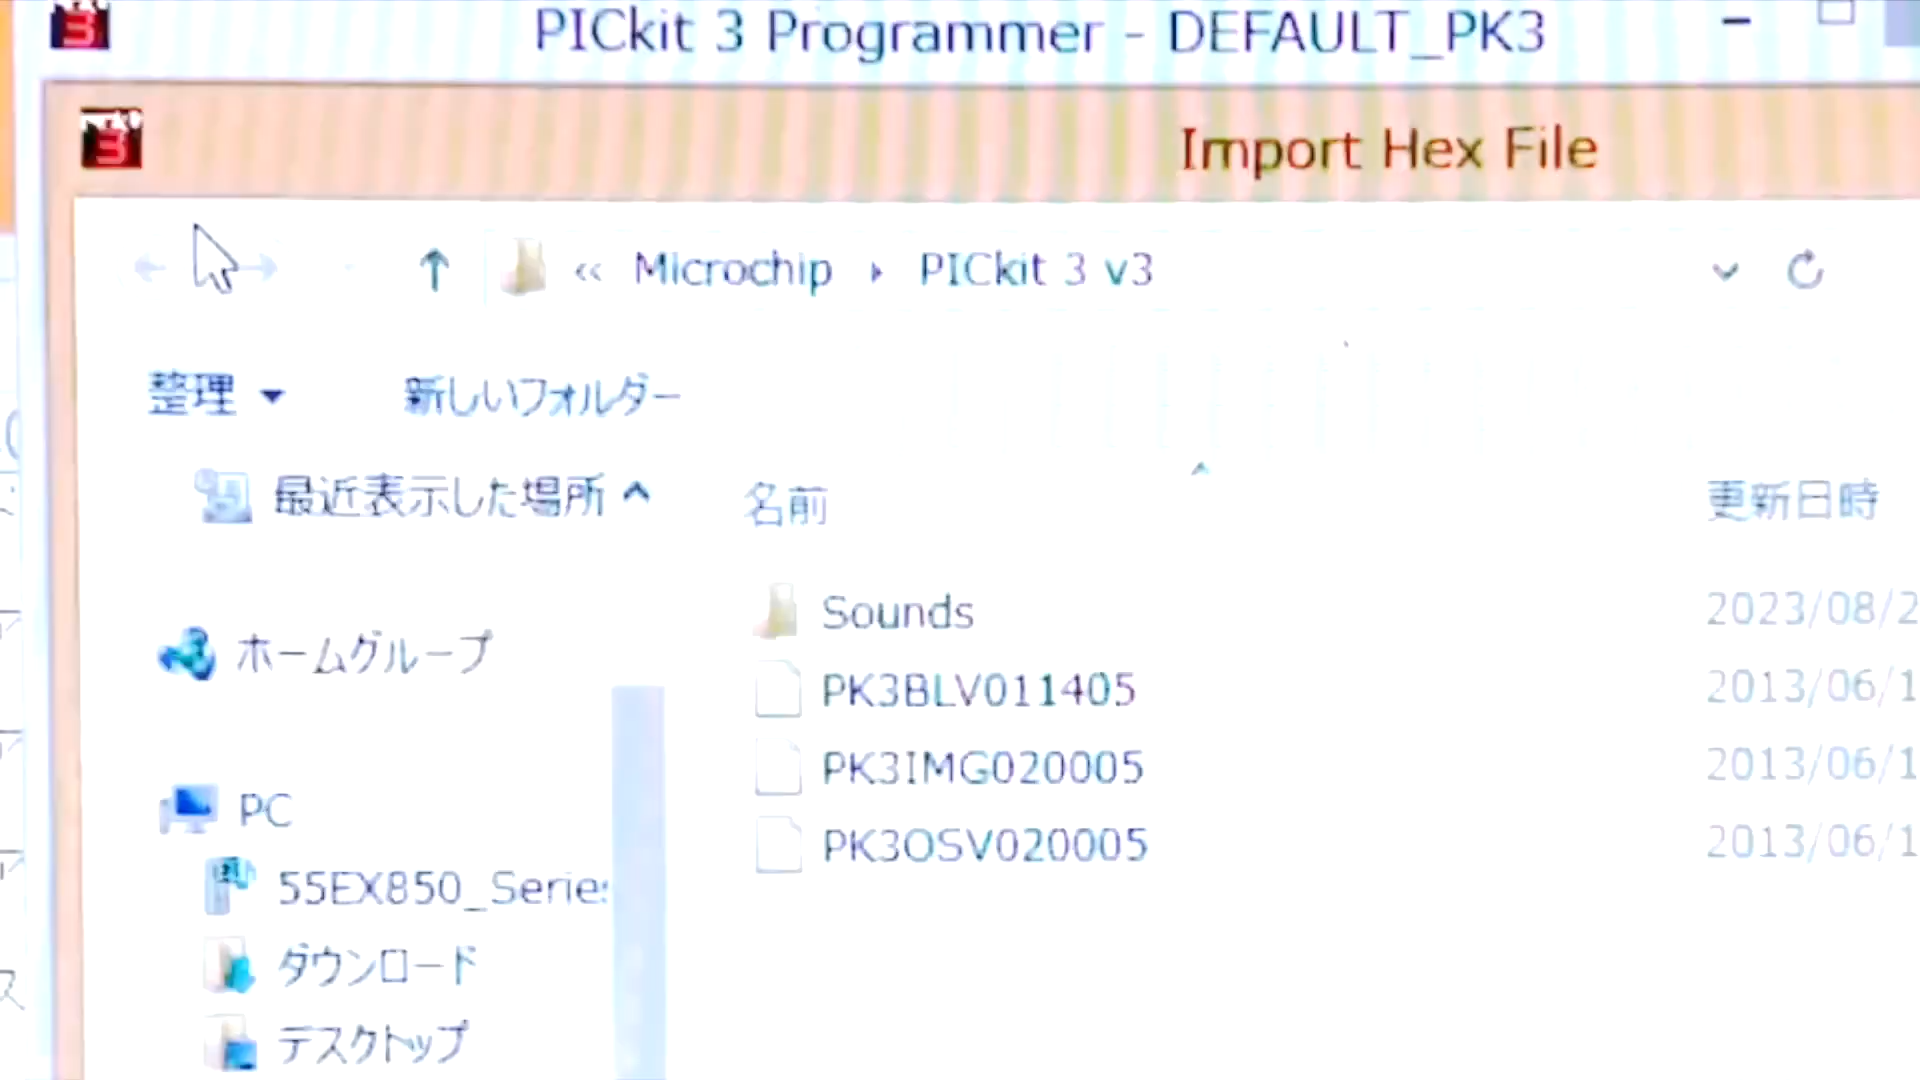 PICkit 3 Programmer - DEFAULT_PK3
Import Hex File
« Microchip ▸ PICkit 3 v3
整理 新しいフォルダー
最近表示した場所
名前 更新日時
ホームグループ
PC
55EX850_Series
ダウンロード
デスクトップ
Sounds 2023/08/2
PK3BLV011405 2013/06/1
PK3IMG020005 2013/06/1
PK3OSV020005 2013/06/1